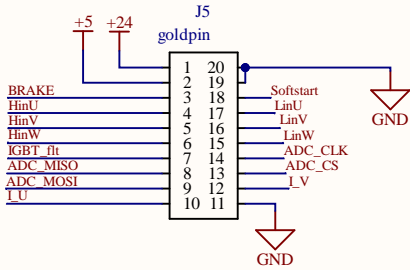 J5
goldpin
+5 +24
1 20
2 19
BRAKE 3 18 Softstart
HinU 4 17 LinU
HinV 5 16 LinV
HinW 6 15 LinW
IGBT_flt 7 14 ADC_CLK
ADC_MISO 8 13 ADC_CS
ADC_MOSI 9 12 I_V
I_U 10 11
GND
GND